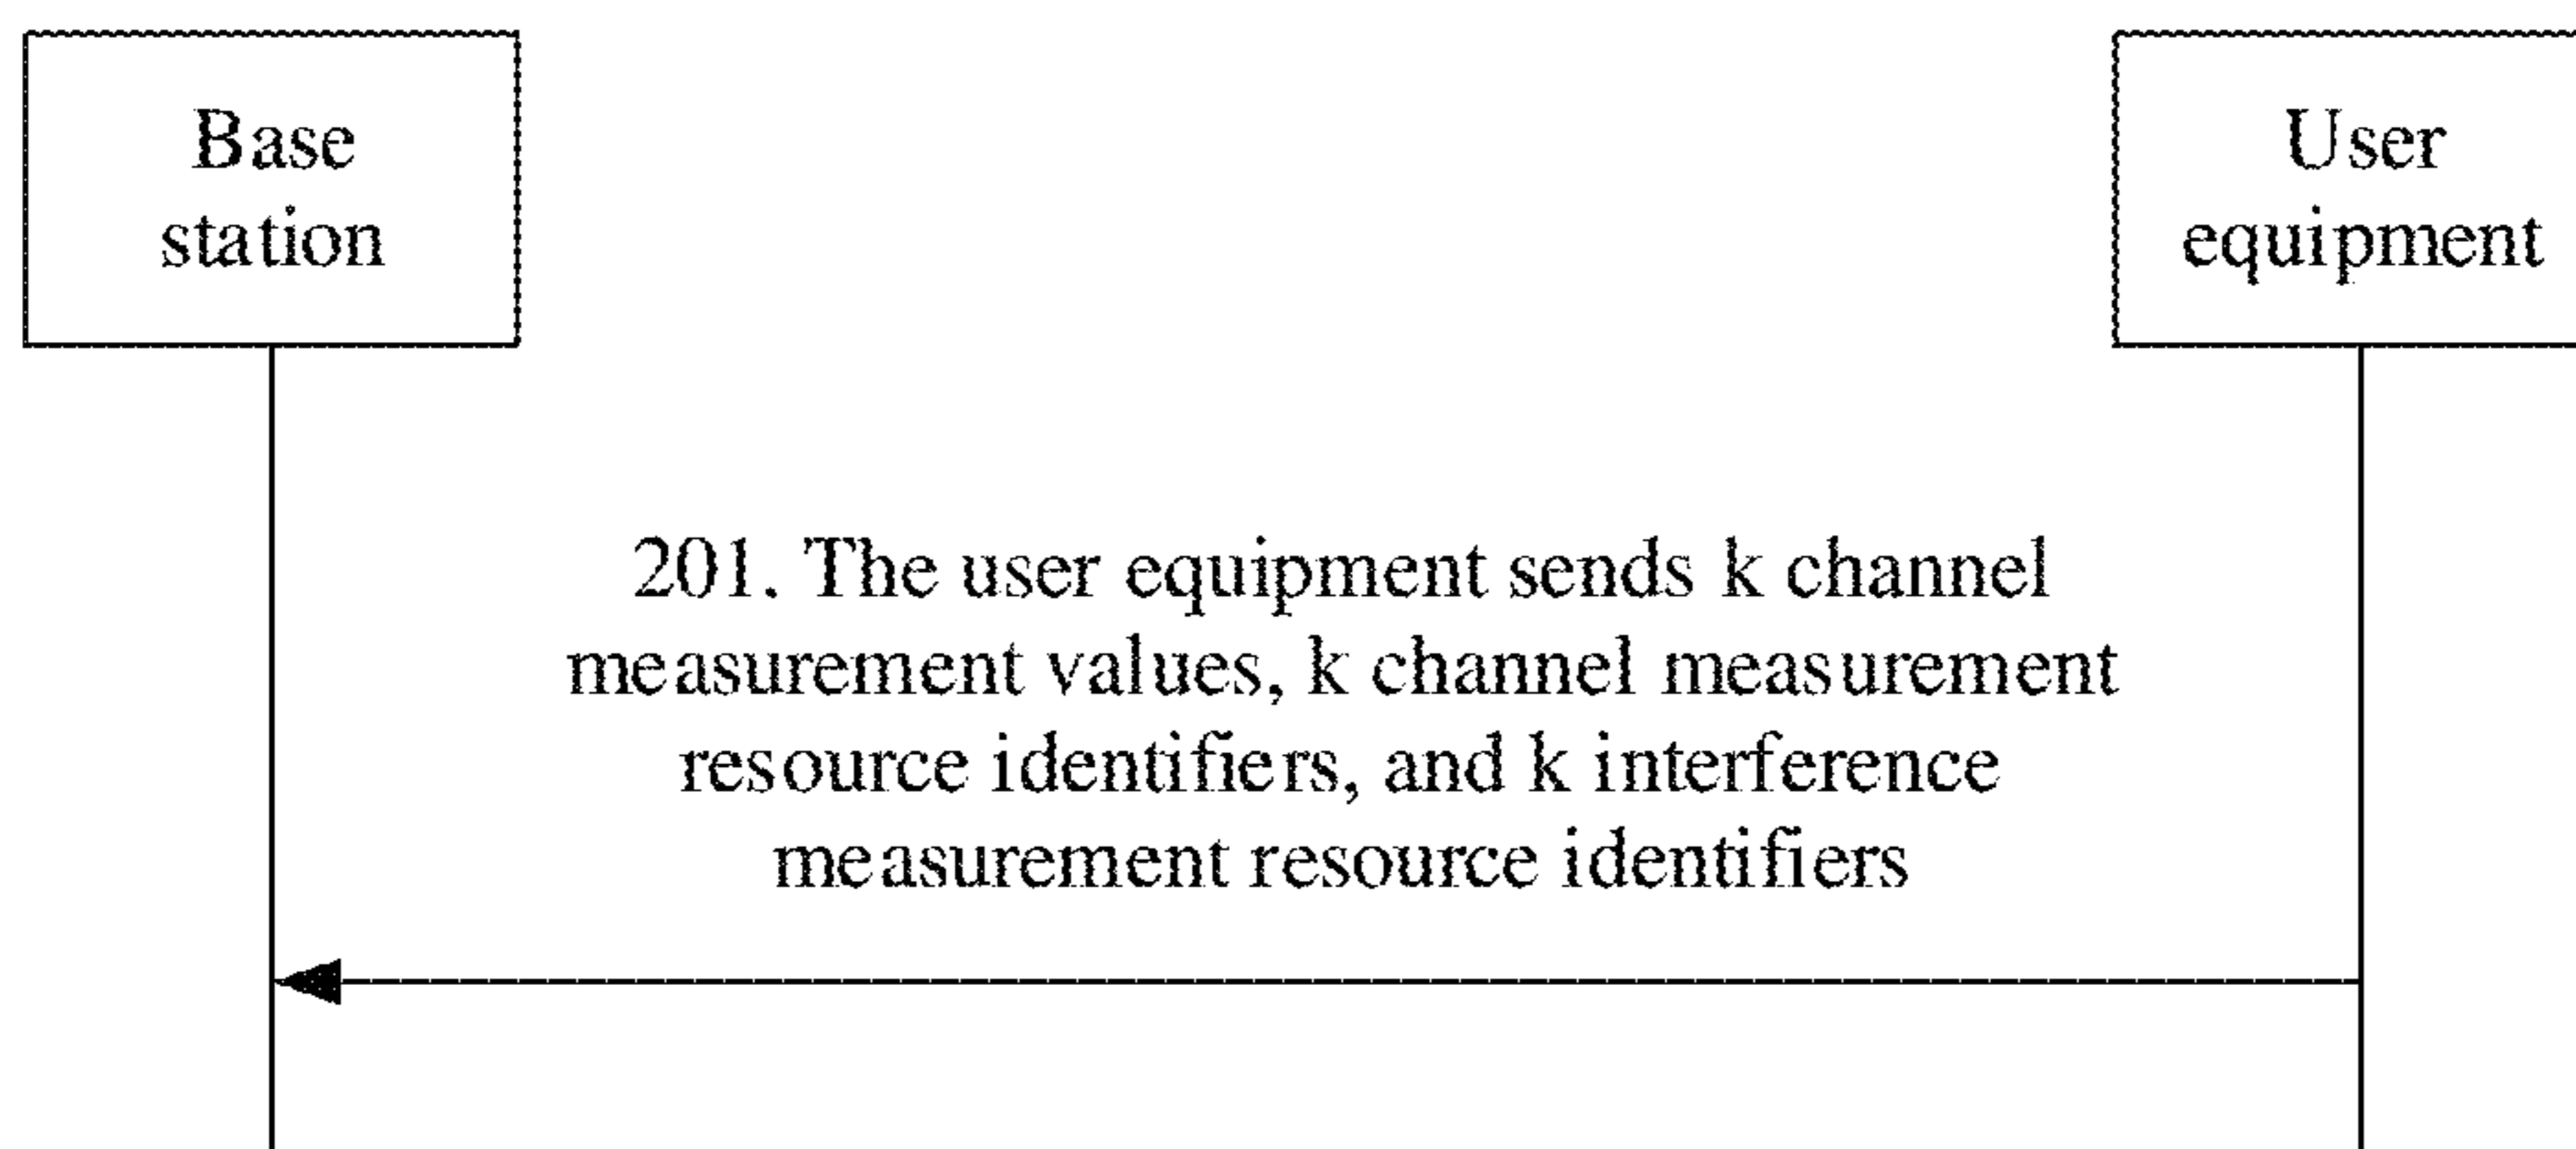 Base
station
User
equipment
201. The user equipment sends k channel
measurement values, k channel measurement
resource identifiers, and k interference
measurement resource identifiers